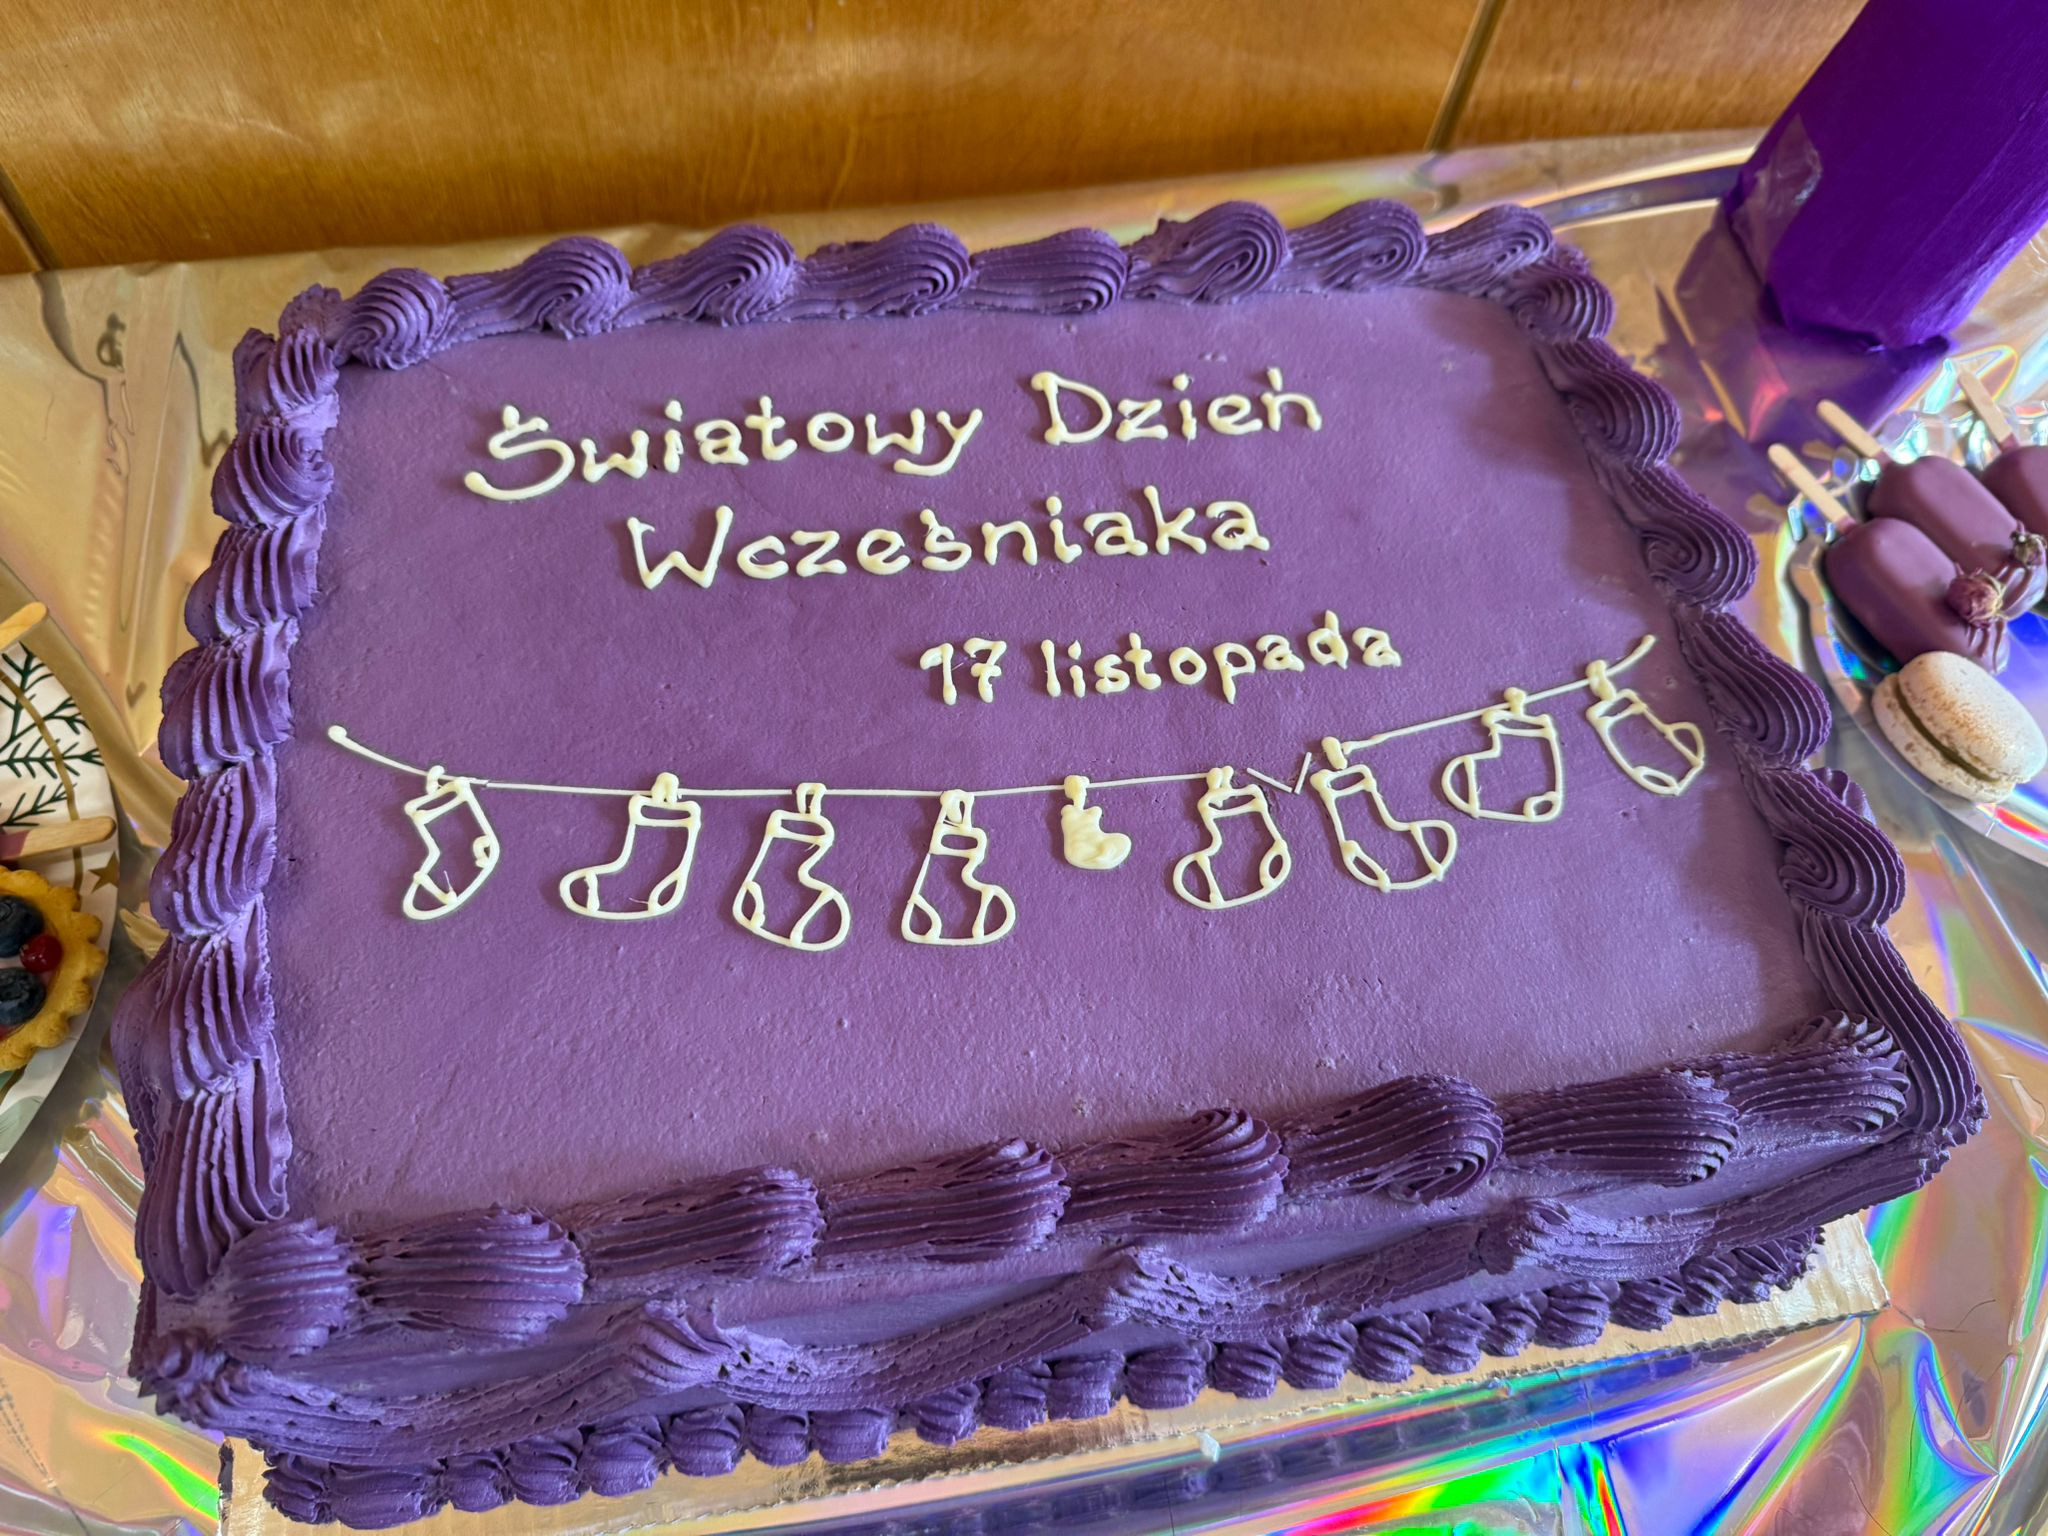 Światowy Dzień
Wcześniaka
17 listopada